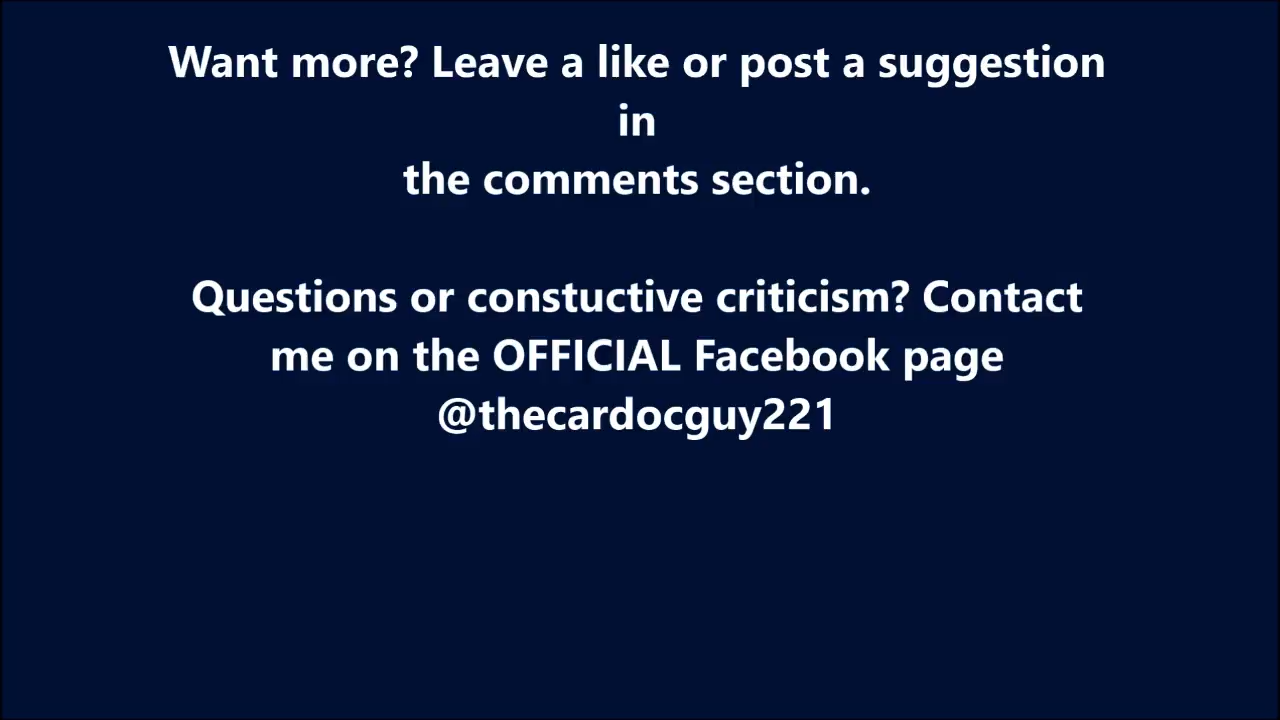 Want more? Leave a like or post a suggestion
in
the comments section.
Questions or constuctive criticism? Contact
me on the OFFICIAL Facebook page
@thecardocguy221